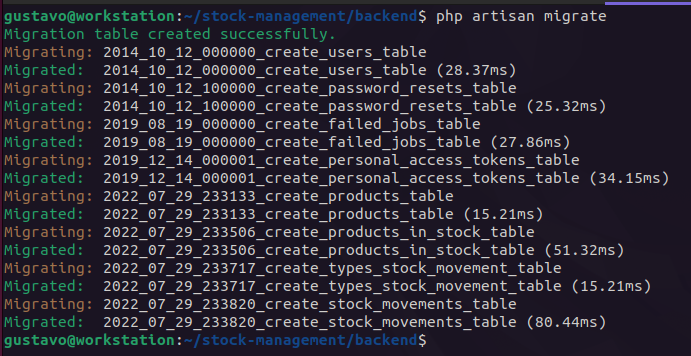 gustavo@workstation:~/stock-management/backend$ php artisan migrate
Migration table created successfully.
Migrating: 2014_10_12_000000_create_users_table
Migrated:  2014_10_12_000000_create_users_table (28.37ms)
Migrating: 2014_10_12_100000_create_password_resets_table
Migrated:  2014_10_12_100000_create_password_resets_table (25.32ms)
Migrating: 2019_08_19_000000_create_failed_jobs_table
Migrated:  2019_08_19_000000_create_failed_jobs_table (27.86ms)
Migrating: 2019_12_14_000001_create_personal_access_tokens_table
Migrated:  2019_12_14_000001_create_personal_access_tokens_table (34.15ms)
Migrating: 2022_07_29_233133_create_products_table
Migrated:  2022_07_29_233133_create_products_table (15.21ms)
Migrating: 2022_07_29_233506_create_products_in_stock_table
Migrated:  2022_07_29_233506_create_products_in_stock_table (51.32ms)
Migrating: 2022_07_29_233717_create_types_stock_movement_table
Migrated:  2022_07_29_233717_create_types_stock_movement_table (15.21ms)
Migrating: 2022_07_29_233820_create_stock_movements_table
Migrated:  2022_07_29_233820_create_stock_movements_table (80.44ms)
gustavo@workstation:~/stock-management/backend$